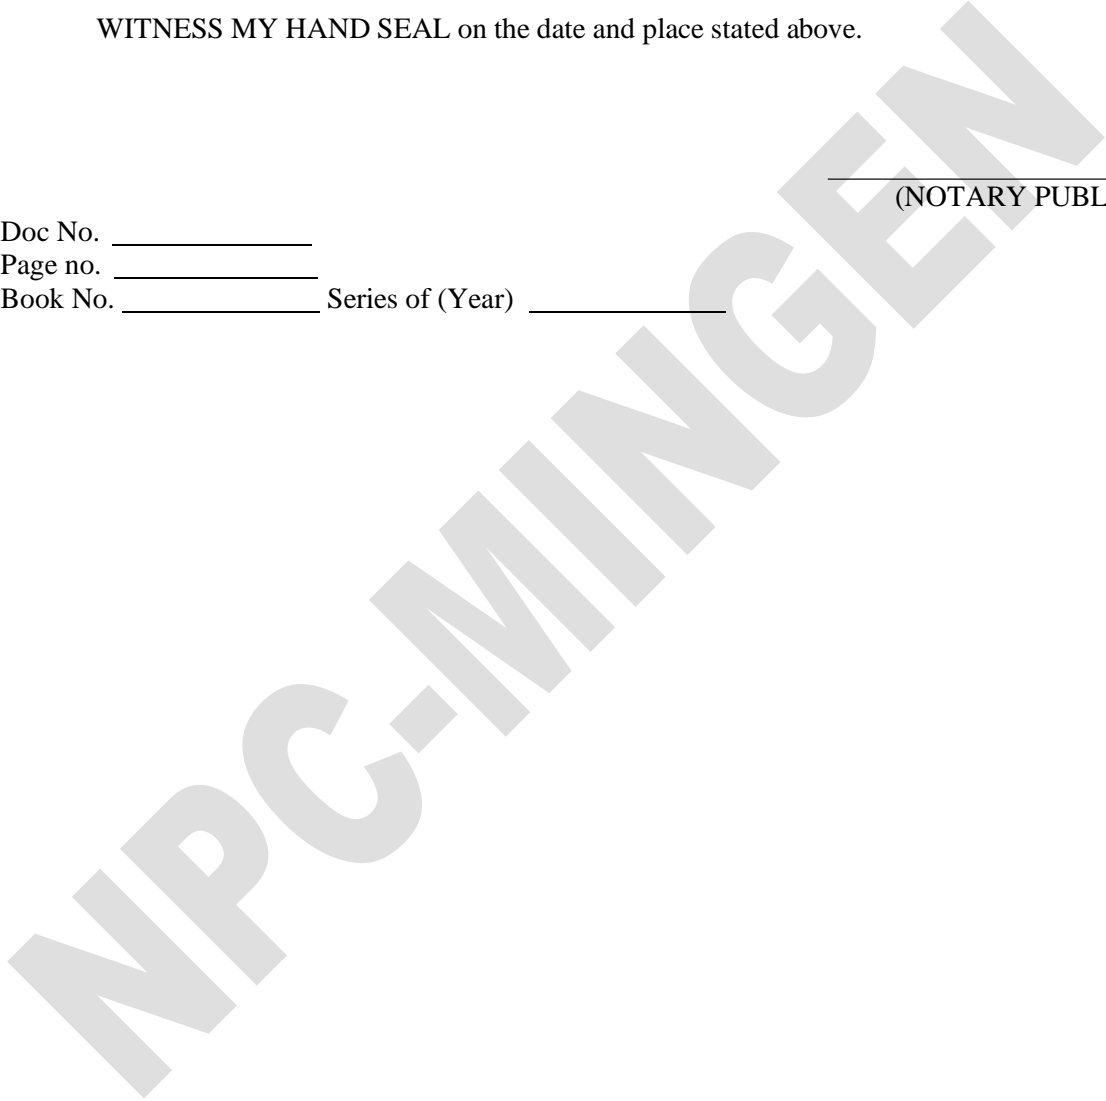 WITNESS MY HAND SEAL on the date and place stated above.
(NOTARY PUBL
Doc No.
Page no.
Book No. Series of (Year)
NPC-MINGEN